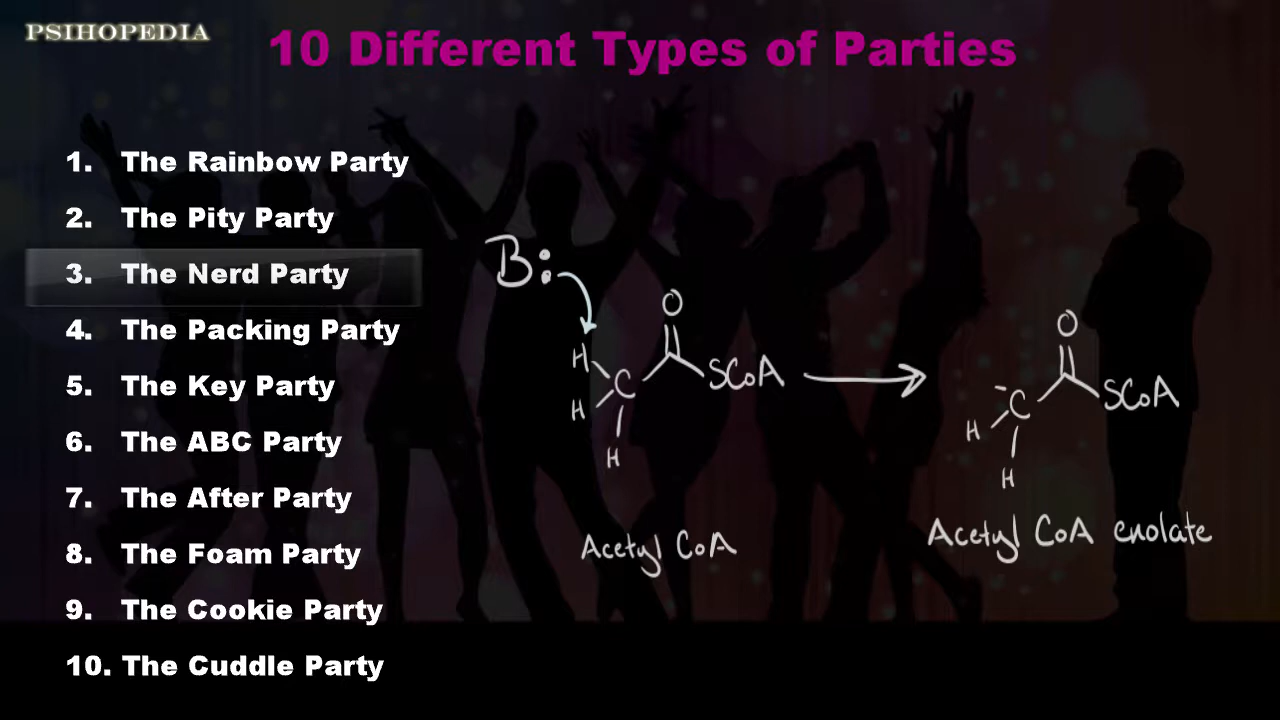 PSIHOPEDIA
10 Different Types of Parties
1. The Rainbow Party
2. The Pity Party
3. The Nerd Party
4. The Packing Party
5. The Key Party
6. The ABC Party
7. The After Party
8. The Foam Party
9. The Cookie Party
10. The Cuddle Party
B:
O
H
C
SCoA
H
H
Acetyl CoA
O
-
C
SCoA
H
H
Acetyl CoA enolate